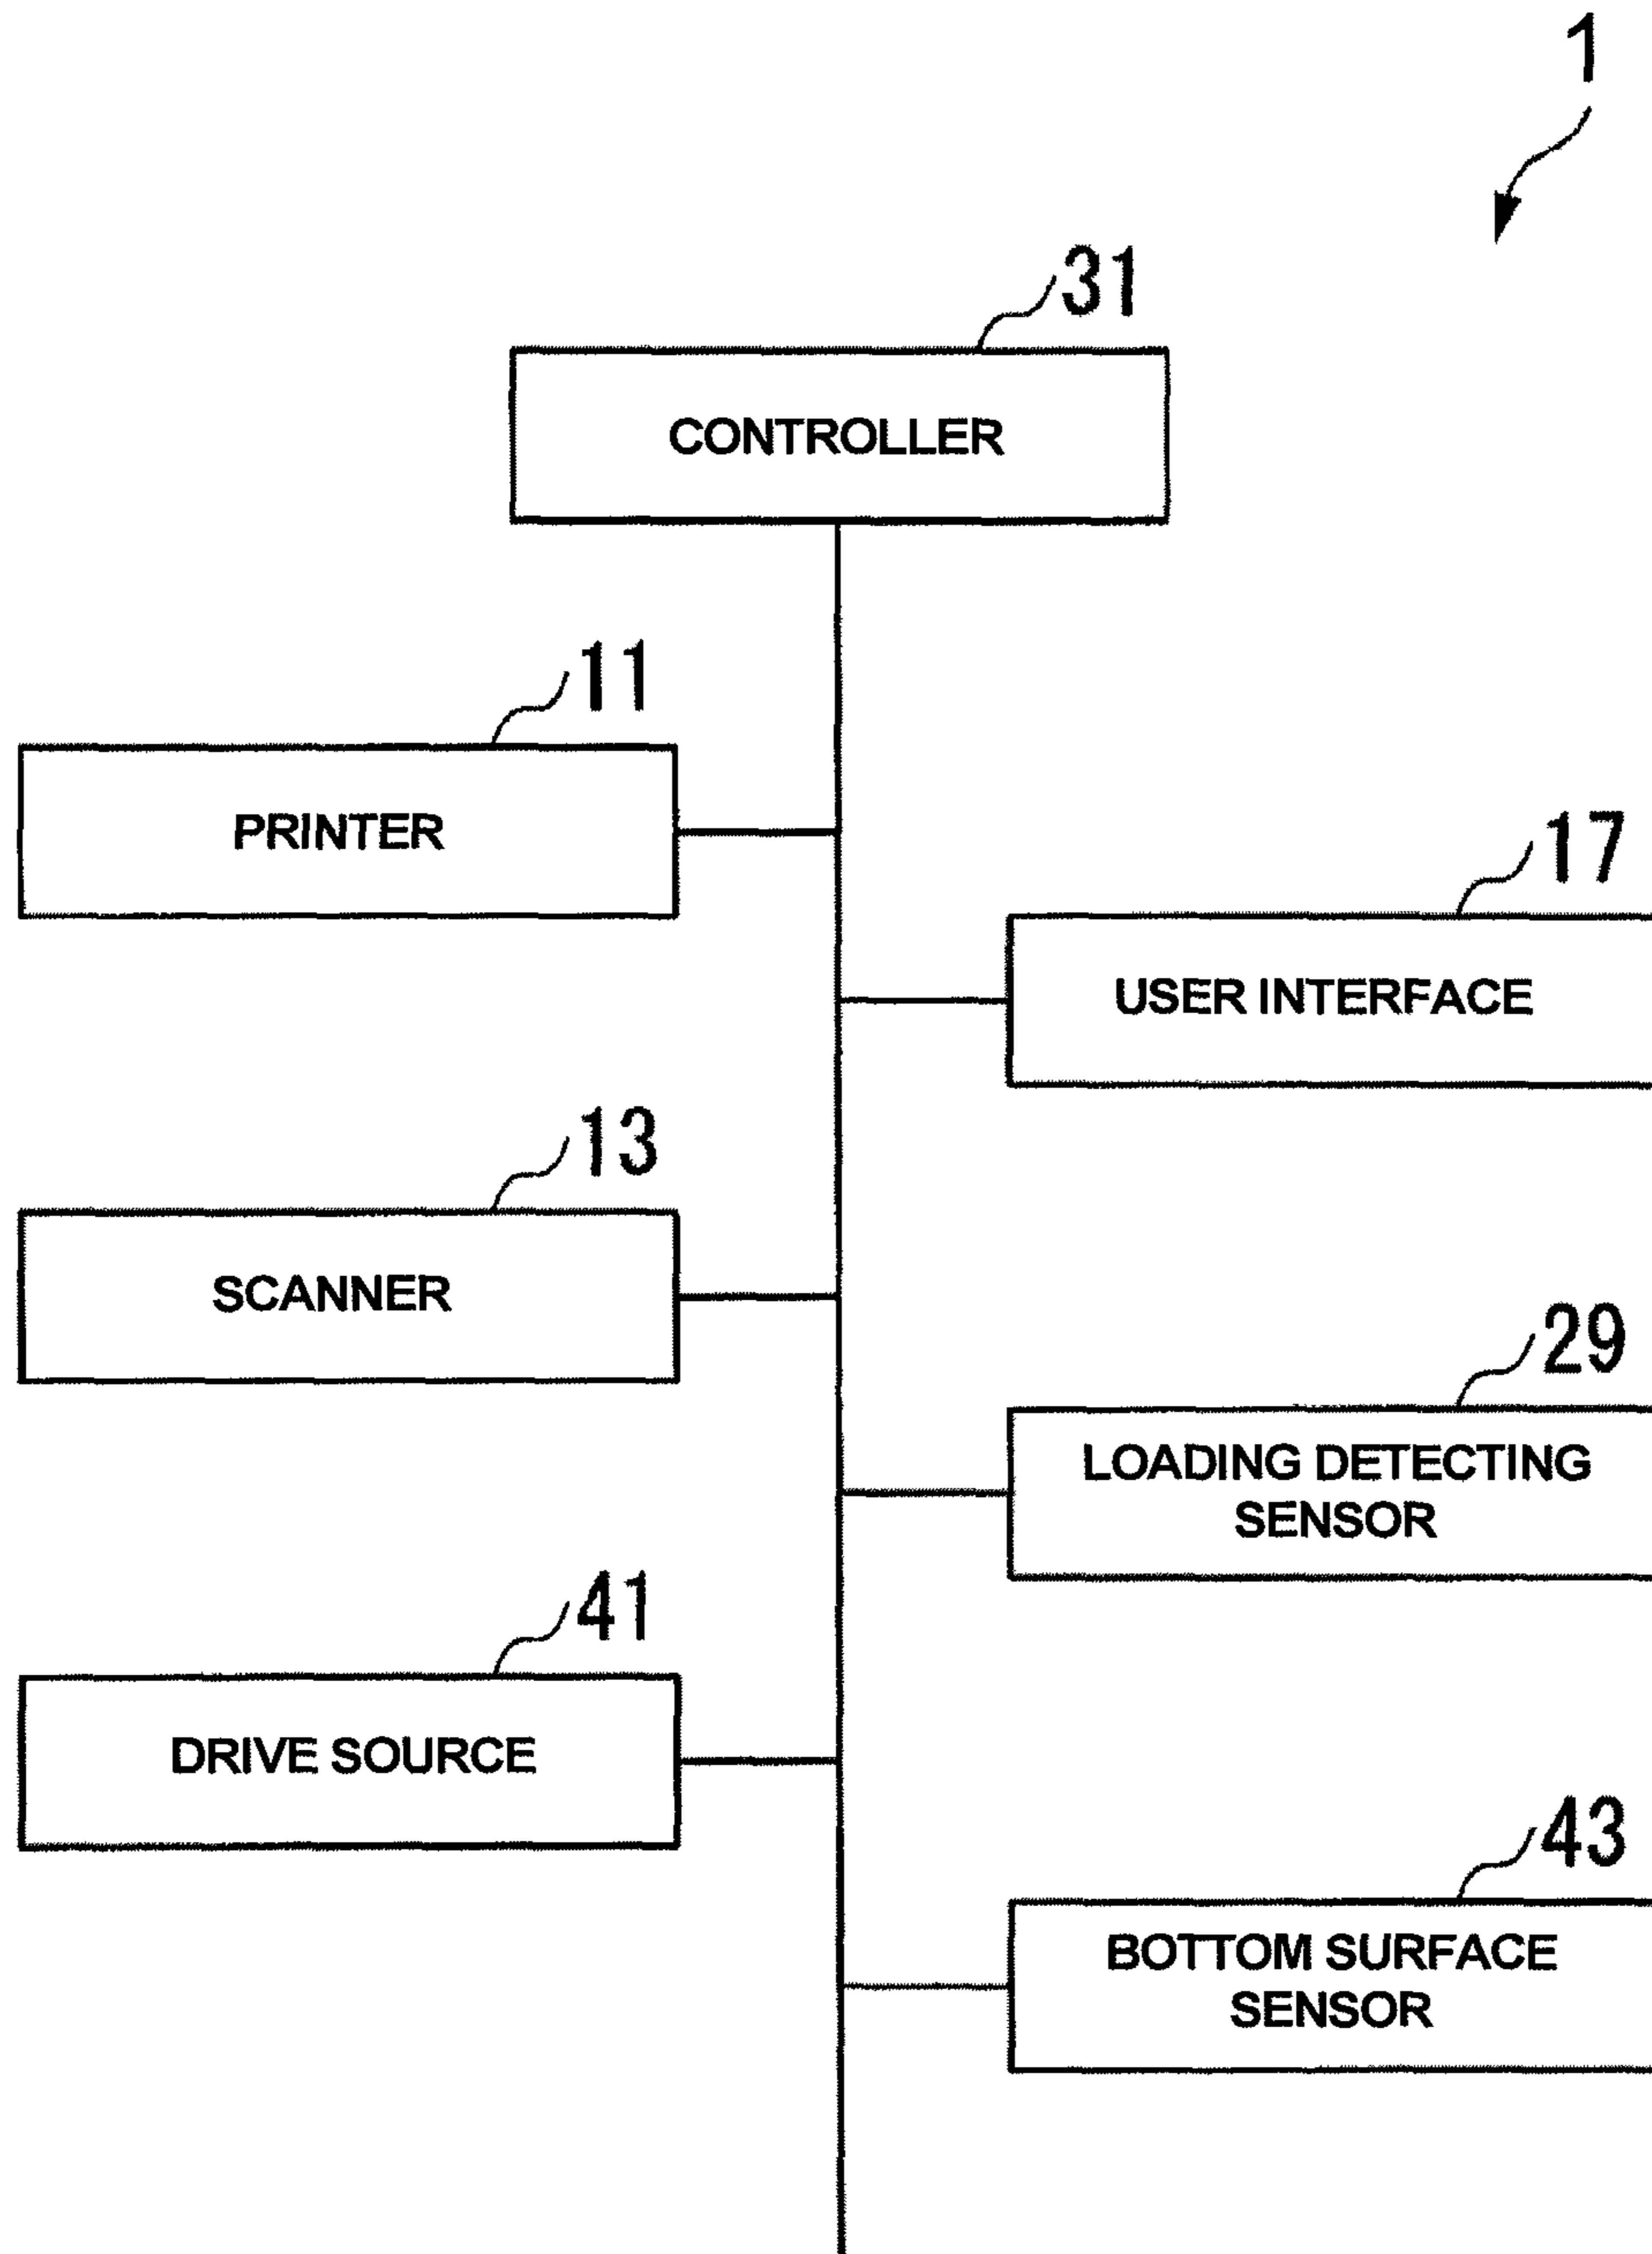 1
31
CONTROLLER
11
PRINTER
17
USER INTERFACE
13
SCANNER
29
LOADING DETECTING
SENSOR
41
DRIVE SOURCE
43
BOTTOM SURFACE
SENSOR